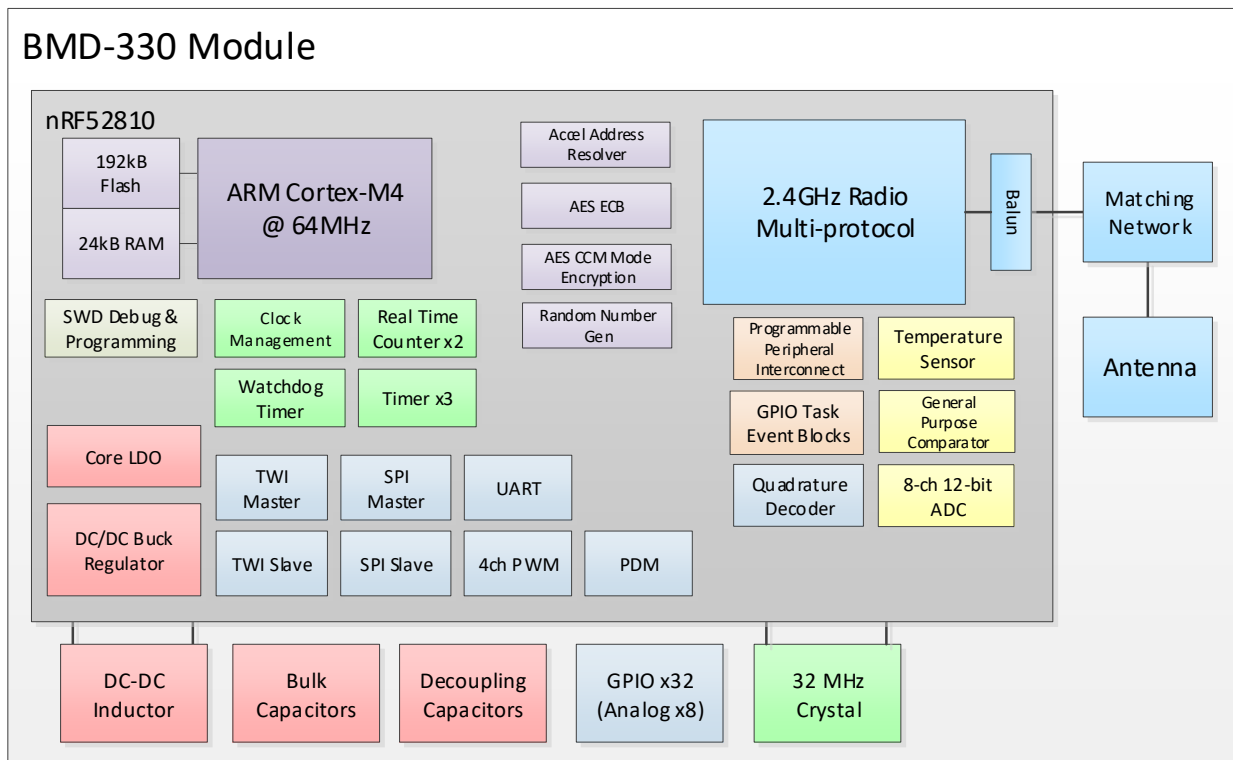 BMD-330 Module
nRF52810
192kB
Flash
24kB RAM
ARM Cortex-M4
@ 64MHz
Accel Address
Resolver
AES ECB
AES CCM Mode
Encryption
Random Number
Gen
2.4GHz Radio
Multi-protocol
Balun
Matching
Network
Antenna
SWD Debug &
Programming
Clock
Management
Real Time
Counter x2
Watchdog
Timer
Timer x3
Programmable
Peripheral
Interconnect
Temperature
Sensor
GPIO Task
Event Blocks
General
Purpose
Comparator
Quadrature
Decoder
8-ch 12-bit
ADC
Core LDO
DC/DC Buck
Regulator
TWI
Master
SPI
Master
UART
TWI Slave
SPI Slave
4ch PWM
PDM
DC-DC
Inductor
Bulk
Capacitors
Decoupling
Capacitors
GPIO x32
(Analog x8)
32 MHz
Crystal